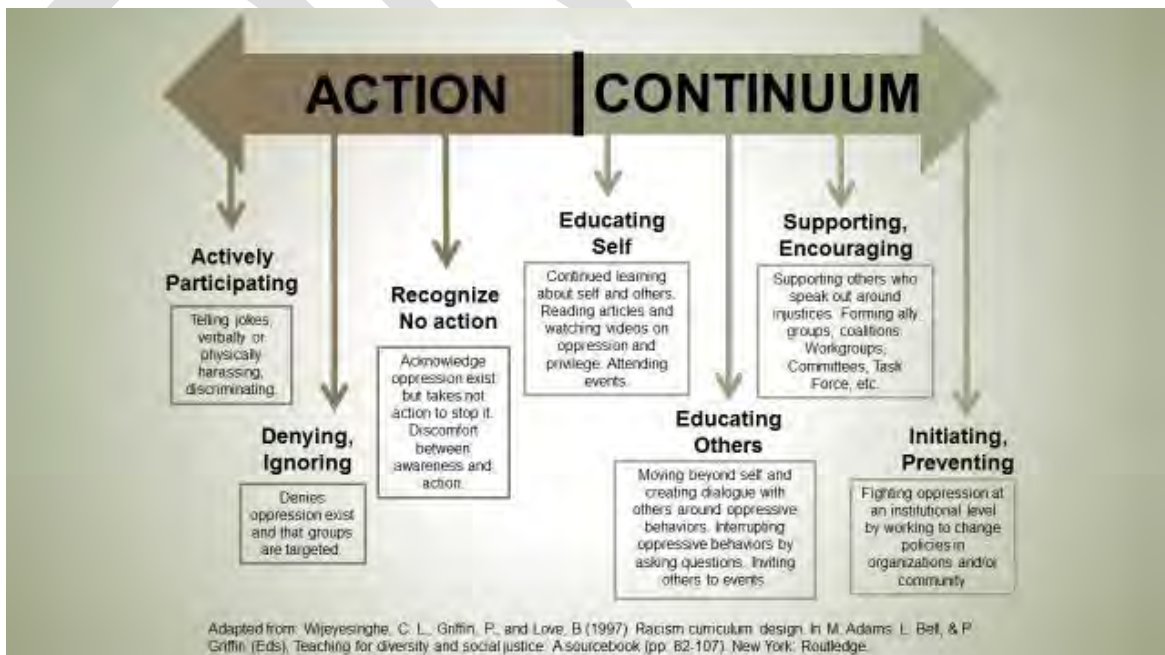 ACTION CONTINUUM
Actively
Participating
Telling jokes,
verbally or
physically
harassing,
discriminating.
Denying,
Ignoring
Denies
oppression exist
and that groups
are targeted
Recognize
No action
Acknowledge
oppression exist
but takes not
action to stop it.
Discomfort
between
awareness and
action.
Educating
Self
Continued learning
about self and others.
Reading articles and
watching videos on
oppression and
privilege. Attending
events.
Educating
Others
Moving beyond self and
creating dialogue with
others around oppressive
behaviors. Interrupting
oppressive behaviors by
asking questions. Inviting
others to events
Supporting,
Encouraging
Supporting others who
speak out around
injustices. Forming ally
groups, coalitions
Workgroups,
Committees, Task
Force, etc.
Initiating,
Preventing
Fighting oppression at
an institutional level
by working to change
policies in
organizations and/or
community
Adapted from: Wijeyesinghe, C. L., Griffin, P., and Love, B (1997) Racism curriculum design. In M. Adams, L. Bell, & P.
Griffin (Eds), Teaching for diversity and social justice: A sourcebook (pp. 82-107). New York: Routledge.